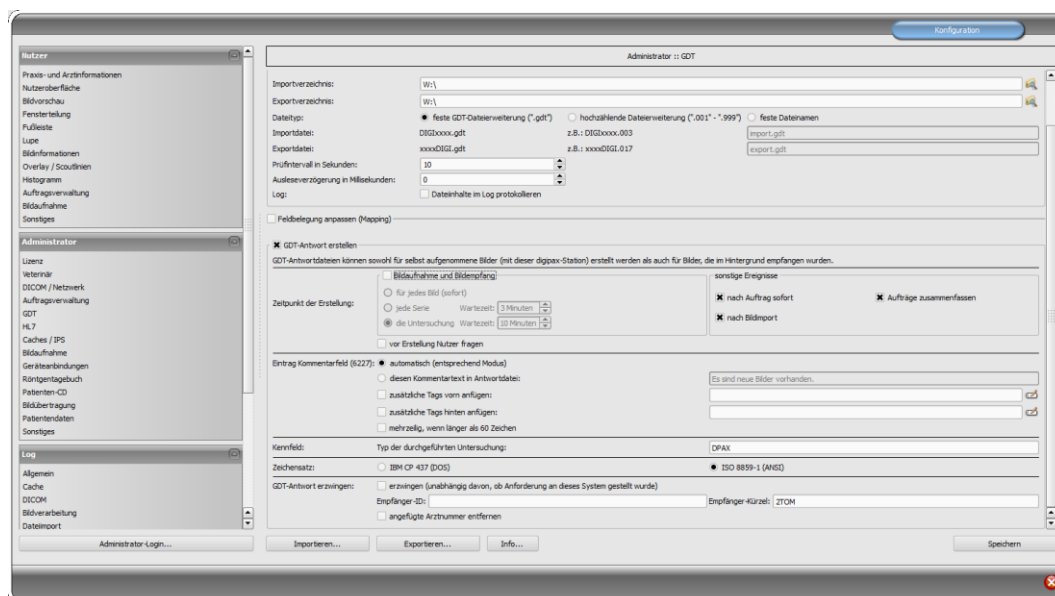 Konfiguration
Nutzer
Praxis- und Arztinformationen
Nutzeroberfläche
Bildvorschau
Fensterteilung
Fußleiste
Lupe
Bildinformationen
Overlay / Scoutlinien
Histogramm
Auftragsverwaltung
Bildaufnahme
Sonstiges
Administrator
Lizenz
Veterinär
DICOM / Netzwerk
Auftragsverwaltung
GDT
HL7
Caches / IPS
Bildaufnahme
Geräteanbindungen
Röntgentagebuch
Patienten-CD
Bildübertragung
Patientendaten
Sonstiges
Log
Allgemein
Cache
DICOM
Bildverarbeitung
Dateiimport
Administrator-Login...
Administrator :: GDT
Importverzeichnis: W:\
Exportverzeichnis: W:\
Dateityp: feste GDT-Dateierweiterung (".gdt") hochzählende Dateierweiterung (".001" - ".999") feste Dateinamen
Importdatei: DIGIxxxx.gdt z.B.: DIGIxxxx.003 import.gdt
Exportdatei: xxxxDIGI.gdt z.B.: xxxxDIGI.017 export.gdt
Prüfintervall in Sekunden: 10
Ausleseverzögerung in Millisekunden: 0
Log: Dateiinhalte im Log protokollieren
Feldbelegung anpassen (Mapping)
GDT-Antwort erstellen
GDT-Antwortdateien können sowohl für selbst aufgenommene Bilder (mit dieser digipax-Station) erstellt werden als auch für Bilder, die im Hintergrund empfangen wurden.
Zeitpunkt der Erstellung:
Bildaufnahme und Bildempfang
für jedes Bild (sofort)
jede Serie Wartezeit: 3 Minuten
die Untersuchung Wartezeit: 10 Minuten
sonstige Ereignisse
nach Auftrag sofort Aufträge zusammenfassen
nach Bildimport
vor Erstellung Nutzer fragen
Eintrag Kommentarfeld (6227): automatisch (entsprechend Modus)
diesen Kommentartext in Antwortdatei: Es sind neue Bilder vorhanden.
zusätzliche Tags vorn anfügen:
zusätzliche Tags hinten anfügen:
mehrzeilig, wenn länger als 60 Zeichen
Kennfeld: Typ der durchgeführten Untersuchung: DPAX
Zeichensatz: IBM CP 437 (DOS) ISO 8859-1 (ANSI)
GDT-Antwort erzwingen: erzwingen (unabhängig davon, ob Anforderung an dieses System gestellt wurde)
Empfänger-ID: Empfänger-Kürzel: 2TOM
angefügte Arztnummer entfernen
Importieren... Exportieren... Info... Speichern